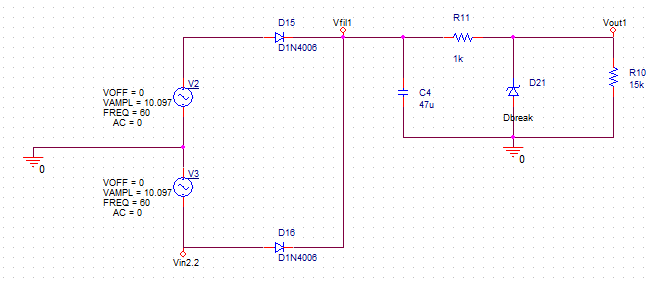 D15
Vfil1
D1N4006
R11
1k
Vout1
V2
VOFF = 0
VAMPL = 10.097
FREQ = 60
AC = 0
C4
47u
D21
Dbreak
R10
15k
0
0
V3
VOFF = 0
VAMPL = 10.097
FREQ = 60
AC = 0
D16
D1N4006
Vin2.2